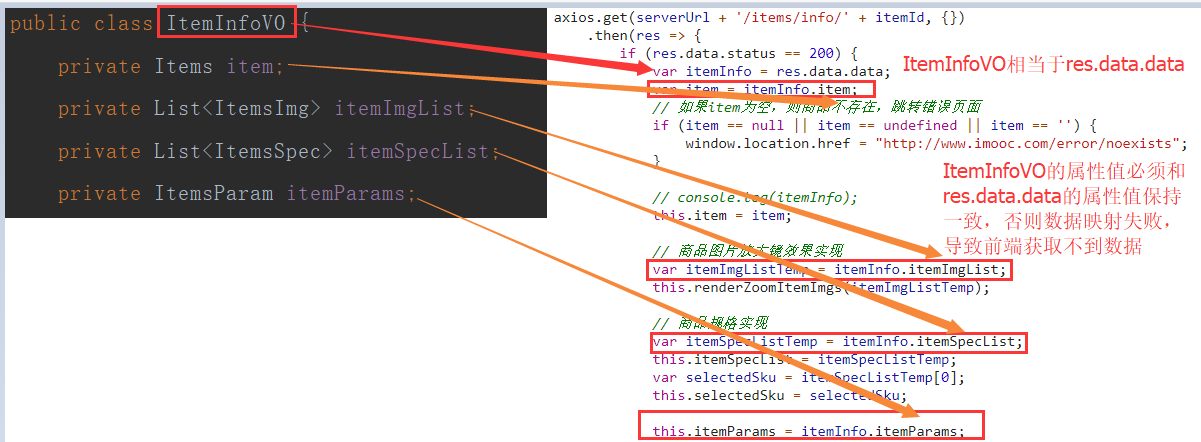 public class ItemInfoVO {
private Items item;
private List<ItemsImg> itemImgList;
private List<ItemsSpec> itemSpecList;
private ItemsParam itemParams;
axios.get(serverUrl + '/items/info/' + itemId, {})
.then(res => {
if (res.data.status == 200) {
var itemInfo = res.data.data;
var item = itemInfo.item;
// 如果item为空，则商品不存在，跳转错误页面
if (item == null || item == undefined || item == '') {
window.location.href = "http://www.imooc.com/error/noexists";
}
// console.log(itemInfo);
this.item = item;
// 商品图片放大镜效果实现
var itemImgListTemp = itemInfo.itemImgList;
this.renderZoomItemImgs(itemImgListTemp);
// 商品规格实现
var itemSpecListTemp = itemInfo.itemSpecList;
this.itemSpecList = itemSpecListTemp;
var selectedSku = itemSpecListTemp[0];
this.selectedSku = selectedSku;
this.itemParams = itemInfo.itemParams;
ItemInfoVO相当于res.data.data
ItemInfoVO的属性值必须和
res.data.data的属性值保持
一致，否则数据映射失败，
导致前端获取不到数据